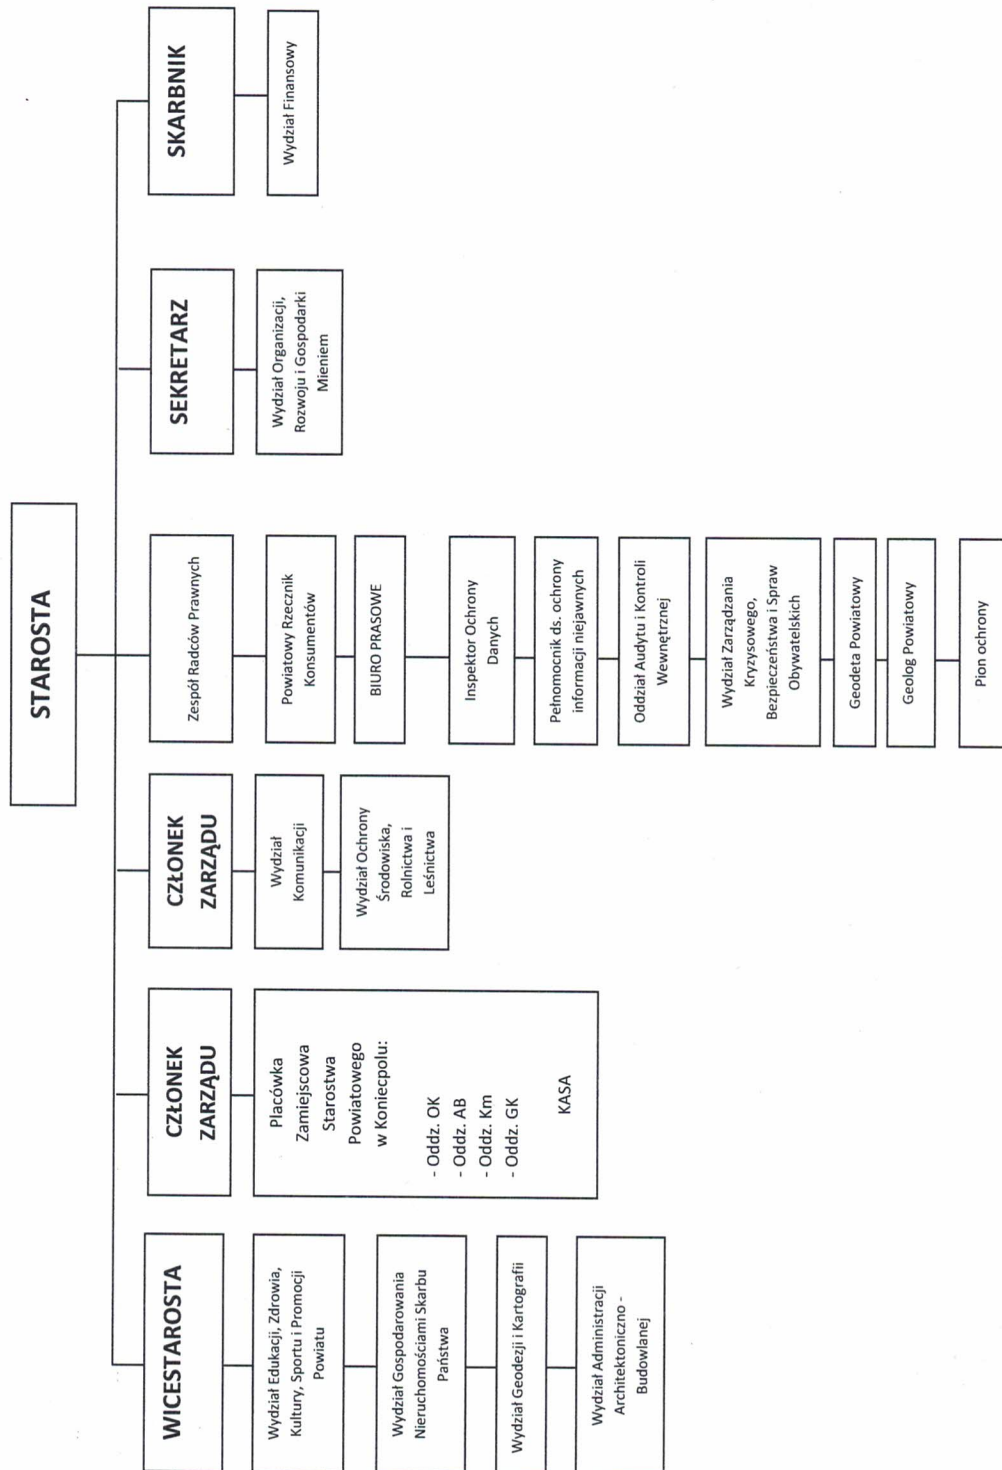 STAROSTA
WICESTAROSTA
Wydział Edukacji, Zdrowia,
Kultury, Sportu i Promocji
Powiatu
Wydział Gospodarowania
Nieruchomościami Skarbu
Państwa
Wydział Geodezji i Kartografii
Wydział Administracji
Architektoniczno -
Budowlanej
CZŁONEK
ZARZĄDU
Placówka
Zamiejscowa
Starostwa
Powiatowego
w Koniecpolu:
- Oddz. OK
- Oddz. AB
- Oddz. Km
- Oddz. GK
KASA
CZŁONEK
ZARZĄDU
Wydział
Komunikacji
Wydział Ochrony
Środowiska,
Rolnictwa i
Leśnictwa
Zespół Radców Prawnych
Powiatowy Rzecznik
Konsumentów
BIURO PRASOWE
Inspektor Ochrony
Danych
Pełnomocnik ds. ochrony
informacji niejawnych
Oddział Audytu i Kontroli
Wewnętrznej
Wydział Zarządzania
Kryzysowego,
Bezpieczeństwa i Spraw
Obywatelskich
Geodeta Powiatowy
Geolog Powiatowy
Pion ochrony
SEKRETARZ
Wydział Organizacji,
Rozwoju i Gospodarki
Mieniem
SKARBNIK
Wydział Finansowy